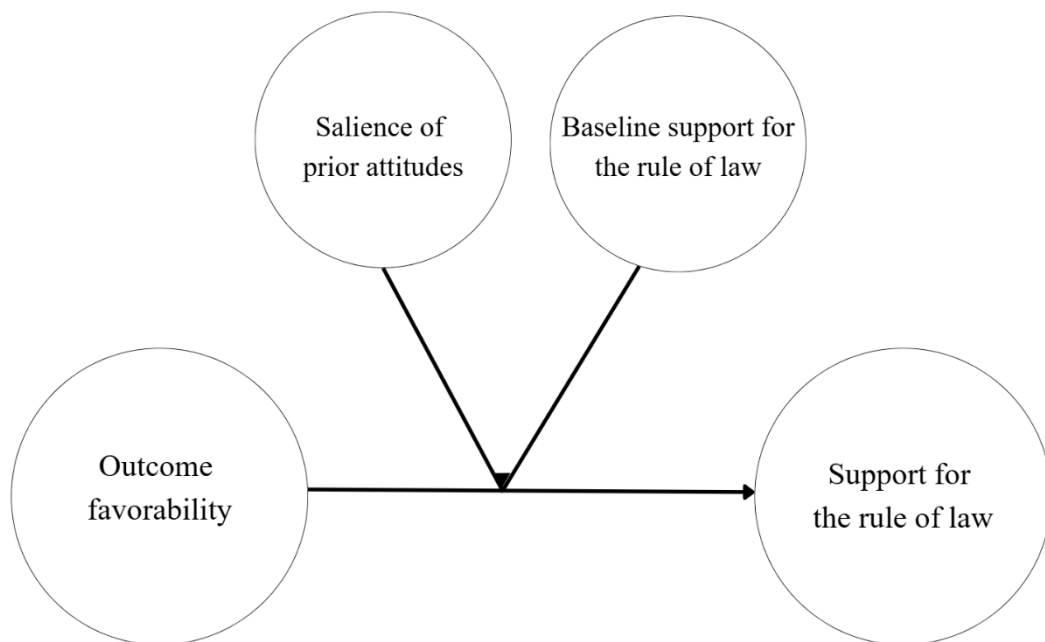 Salience of
prior attitudes
Baseline support for
the rule of law
Outcome
favorability
Support for
the rule of law